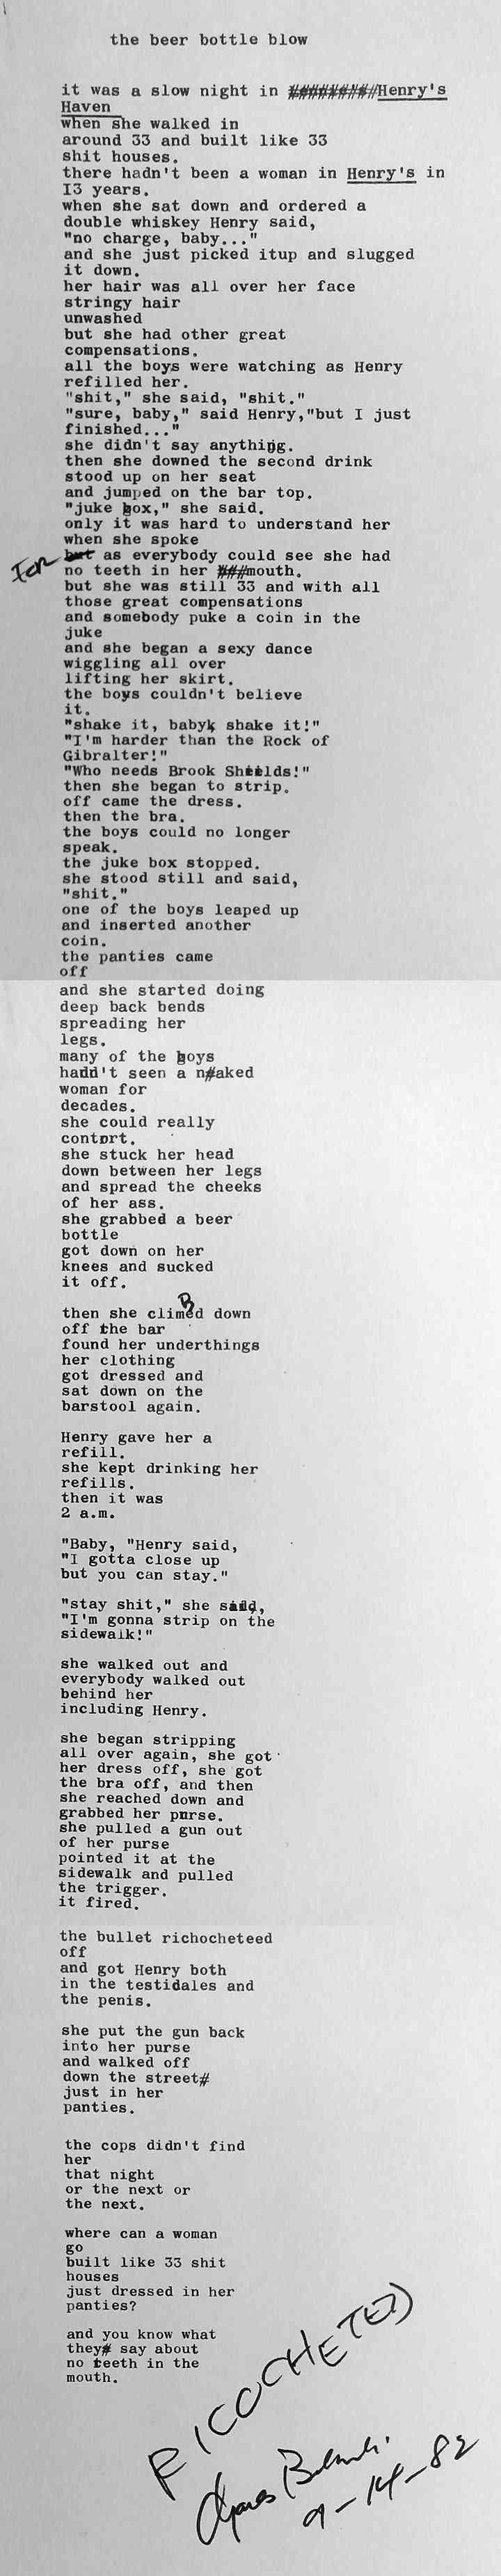 the beer bottle blow
it was a slow night in Henry's
Haven
when she walked in
around 33 and built like 33
shit houses.
there hadn't been a woman in Henry's in
I3 years.
when she sat down and ordered a
double whiskey Henry said,
"no charge, baby..."
and she just picked itup and slugged
it down.
her hair was all over her face
stringy hair
unwashed
but she had other great
compensations.
all the boys were watching as Henry
refilled her.
"shit," she said, "shit."
"sure, baby," said Henry,"but I just
finished..."
she didn't say anything.
then she downed the second drink
stood up on her seat
and jumped on the bar top.
"juke box," she said.
only it was hard to understand her
when she spoke
For but as everybody could see she had
no teeth in her ###mouth.
but she was still 33 and with all
those great compensations
and somebody puke a coin in the
juke
and she began a sexy dance
wiggling all over
lifting her skirt.
the boys couldn't believe
it.
"shake it, baby, shake it!"
"I'm harder than the Rock of
Gibralter!"
"Who needs Brook Shields!"
then she began to strip.
off came the dress.
then the bra.
the boys could no longer
speak.
the juke box stopped.
she stood still and said,
"shit."
one of the boys leaped up
and inserted another
coin.
the panties came
off
and she started doing
deep back bends
spreading her
legs.
many of the boys
hadn't seen a n#aked
woman for
decades.
she could really
contort.
she stuck her head
down between her legs
and spread the cheeks
of her ass.
she grabbed a beer
bottle
got down on her
knees and sucked
it off.
then she climBed down
off the bar
found her underthings
her clothing
got dressed and
sat down on the
barstool again.
Henry gave her a
refill.
she kept drinking her
refills.
then it was
2 a.m.
"Baby, "Henry said,
"I gotta close up
but you can stay."
"stay shit," she said,
"I'm gonna strip on the
sidewalk!"
she walked out and
everybody walked out
behind her
including Henry.
she began stripping
all over again, she got
her dress off, she got
the bra off, and then
she reached down and
grabbed her purse.
she pulled a gun out
of her purse
pointed it at the
sidewalk and pulled
the trigger.
it fired.
the bullet richocheteed
off
and got Henry both
in the testidales and
the penis.
she put the gun back
into her purse
and walked off
down the street#
just in her
panties.
the cops didn't find
her
that night
or the next or
the next.
where can a woman
go
built like 33 shit
houses
just dressed in her
panties?
and you know what
they# say about
no teeth in the
mouth.
RICOCHETED
Charles Bukowski
9-14-82